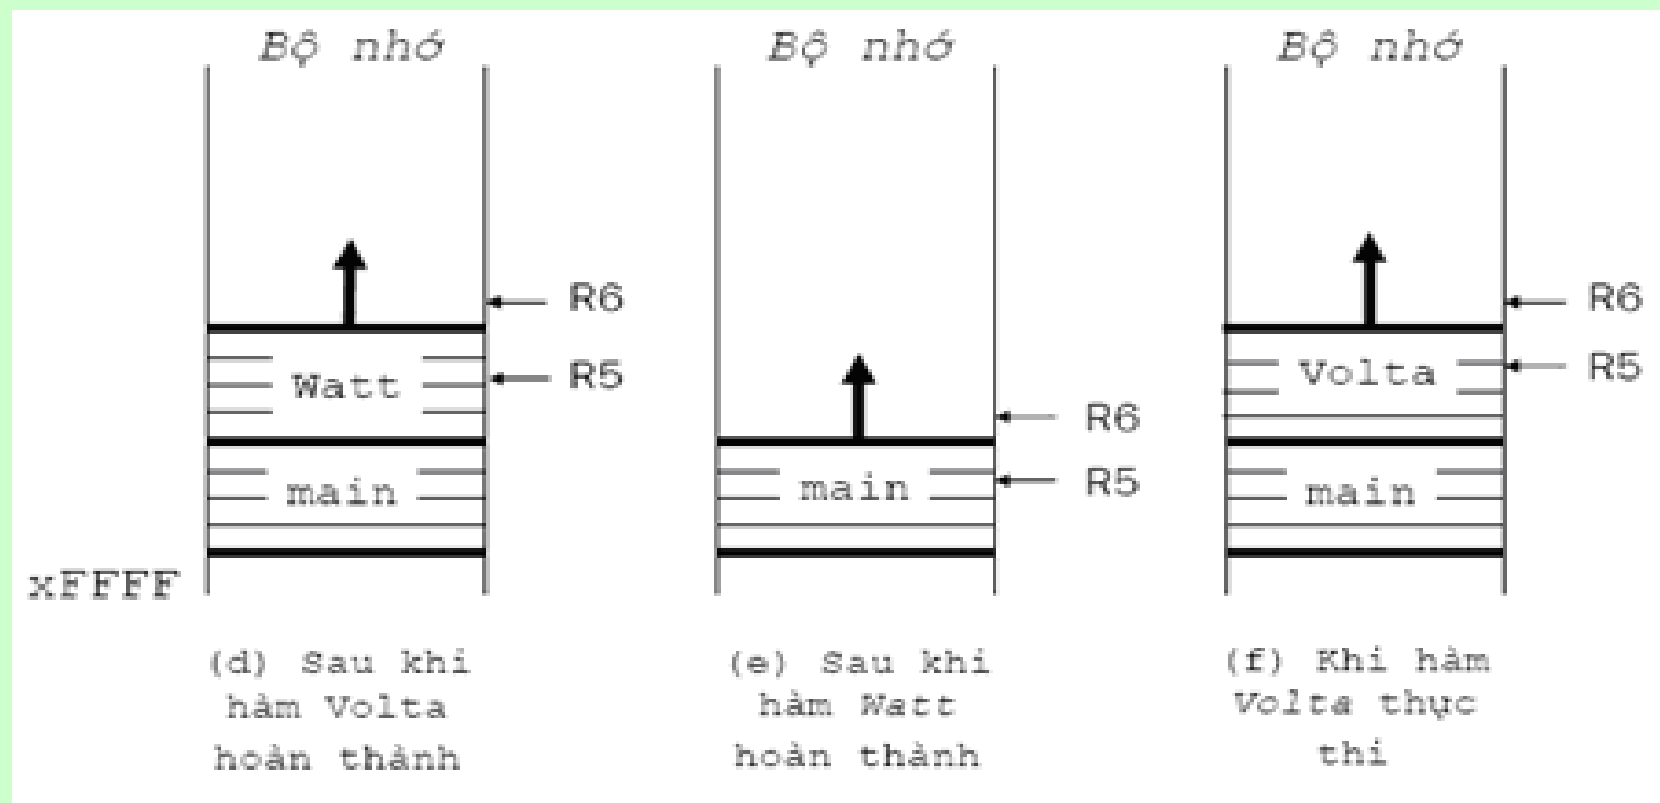 Bộ nhớ
R6
Watt
R5
main
xFFFF
(d) Sau khi
hàm Volta
hoàn thành
Bộ nhớ
R6
main
R5
(e) Sau khi
hàm Watt
hoàn thành
Bộ nhớ
R6
Volta
R5
main
(f) Khi hàm
Volta thực
thi